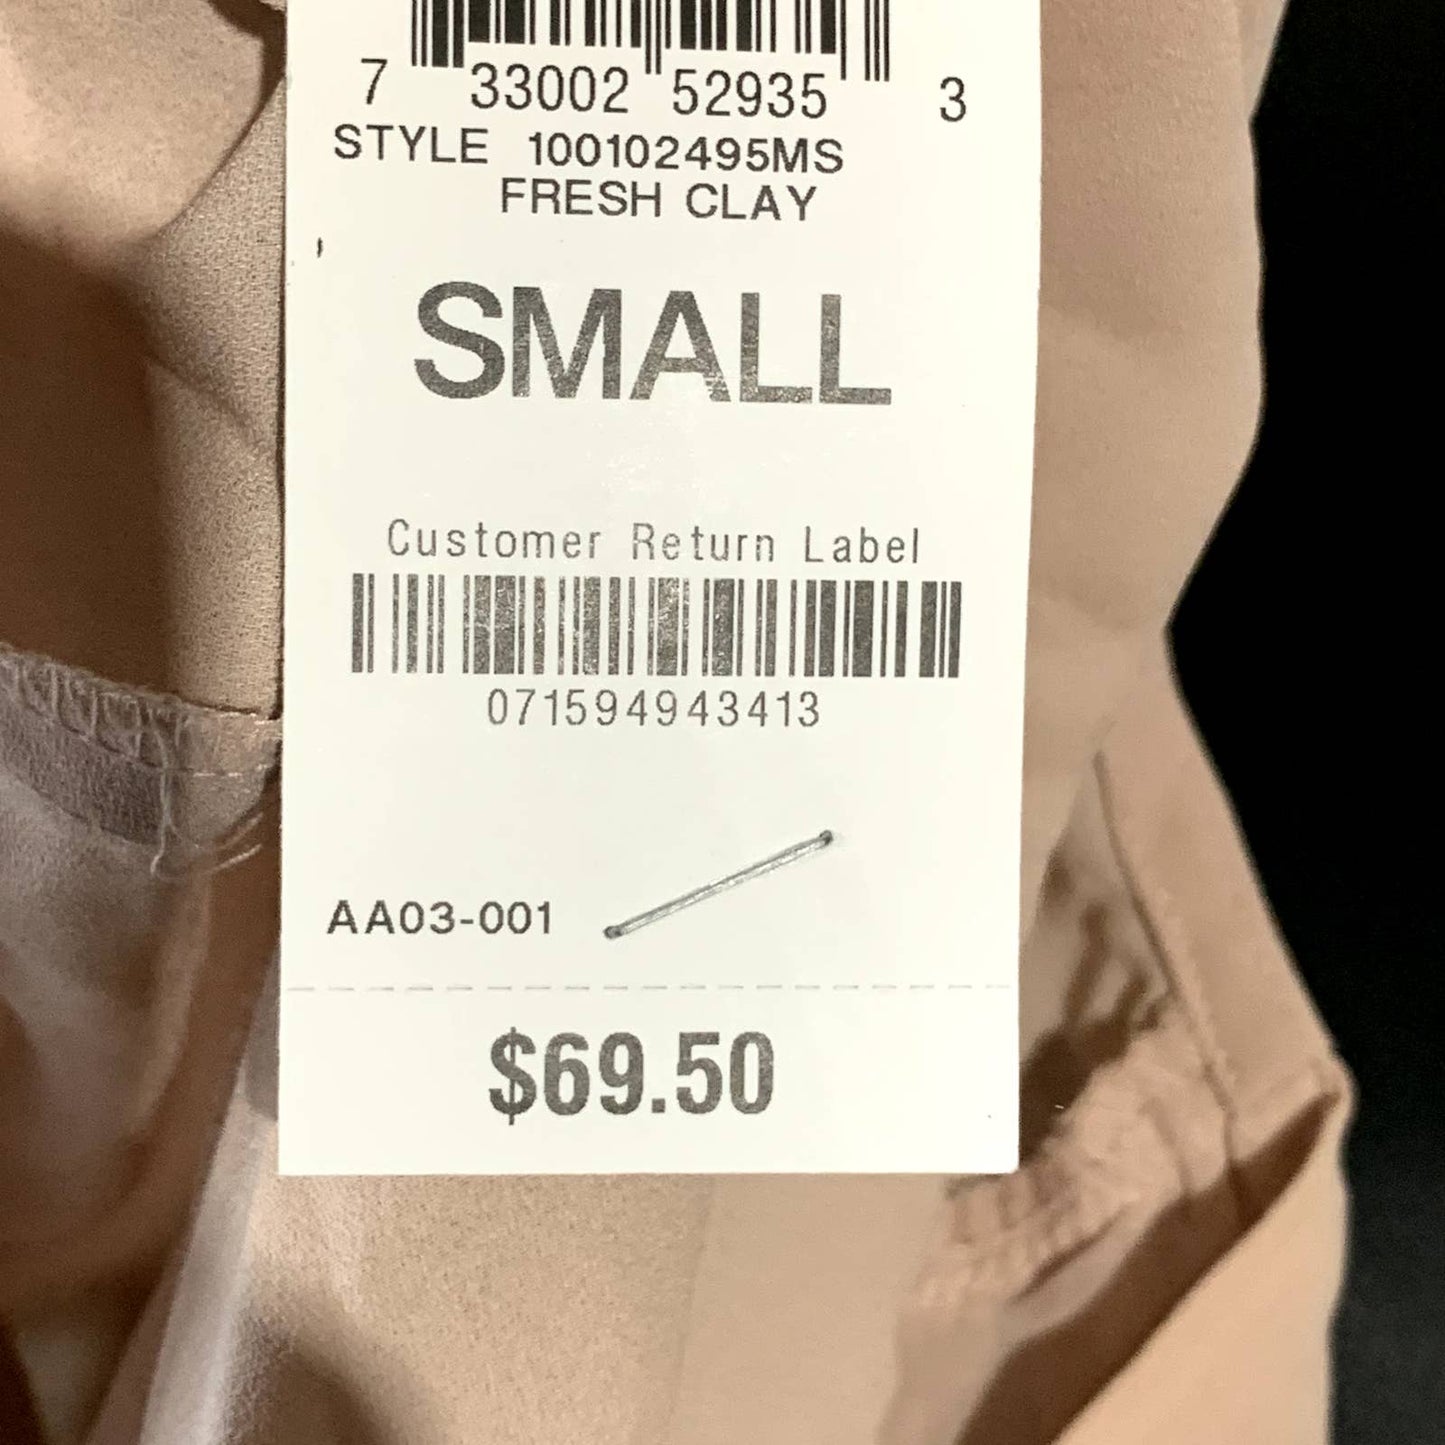 7 33002 52935 3
STYLE 100102495MS
FRESH CLAY
SMALL
Customer Return Label
071594943413
AA03-001
$69.50